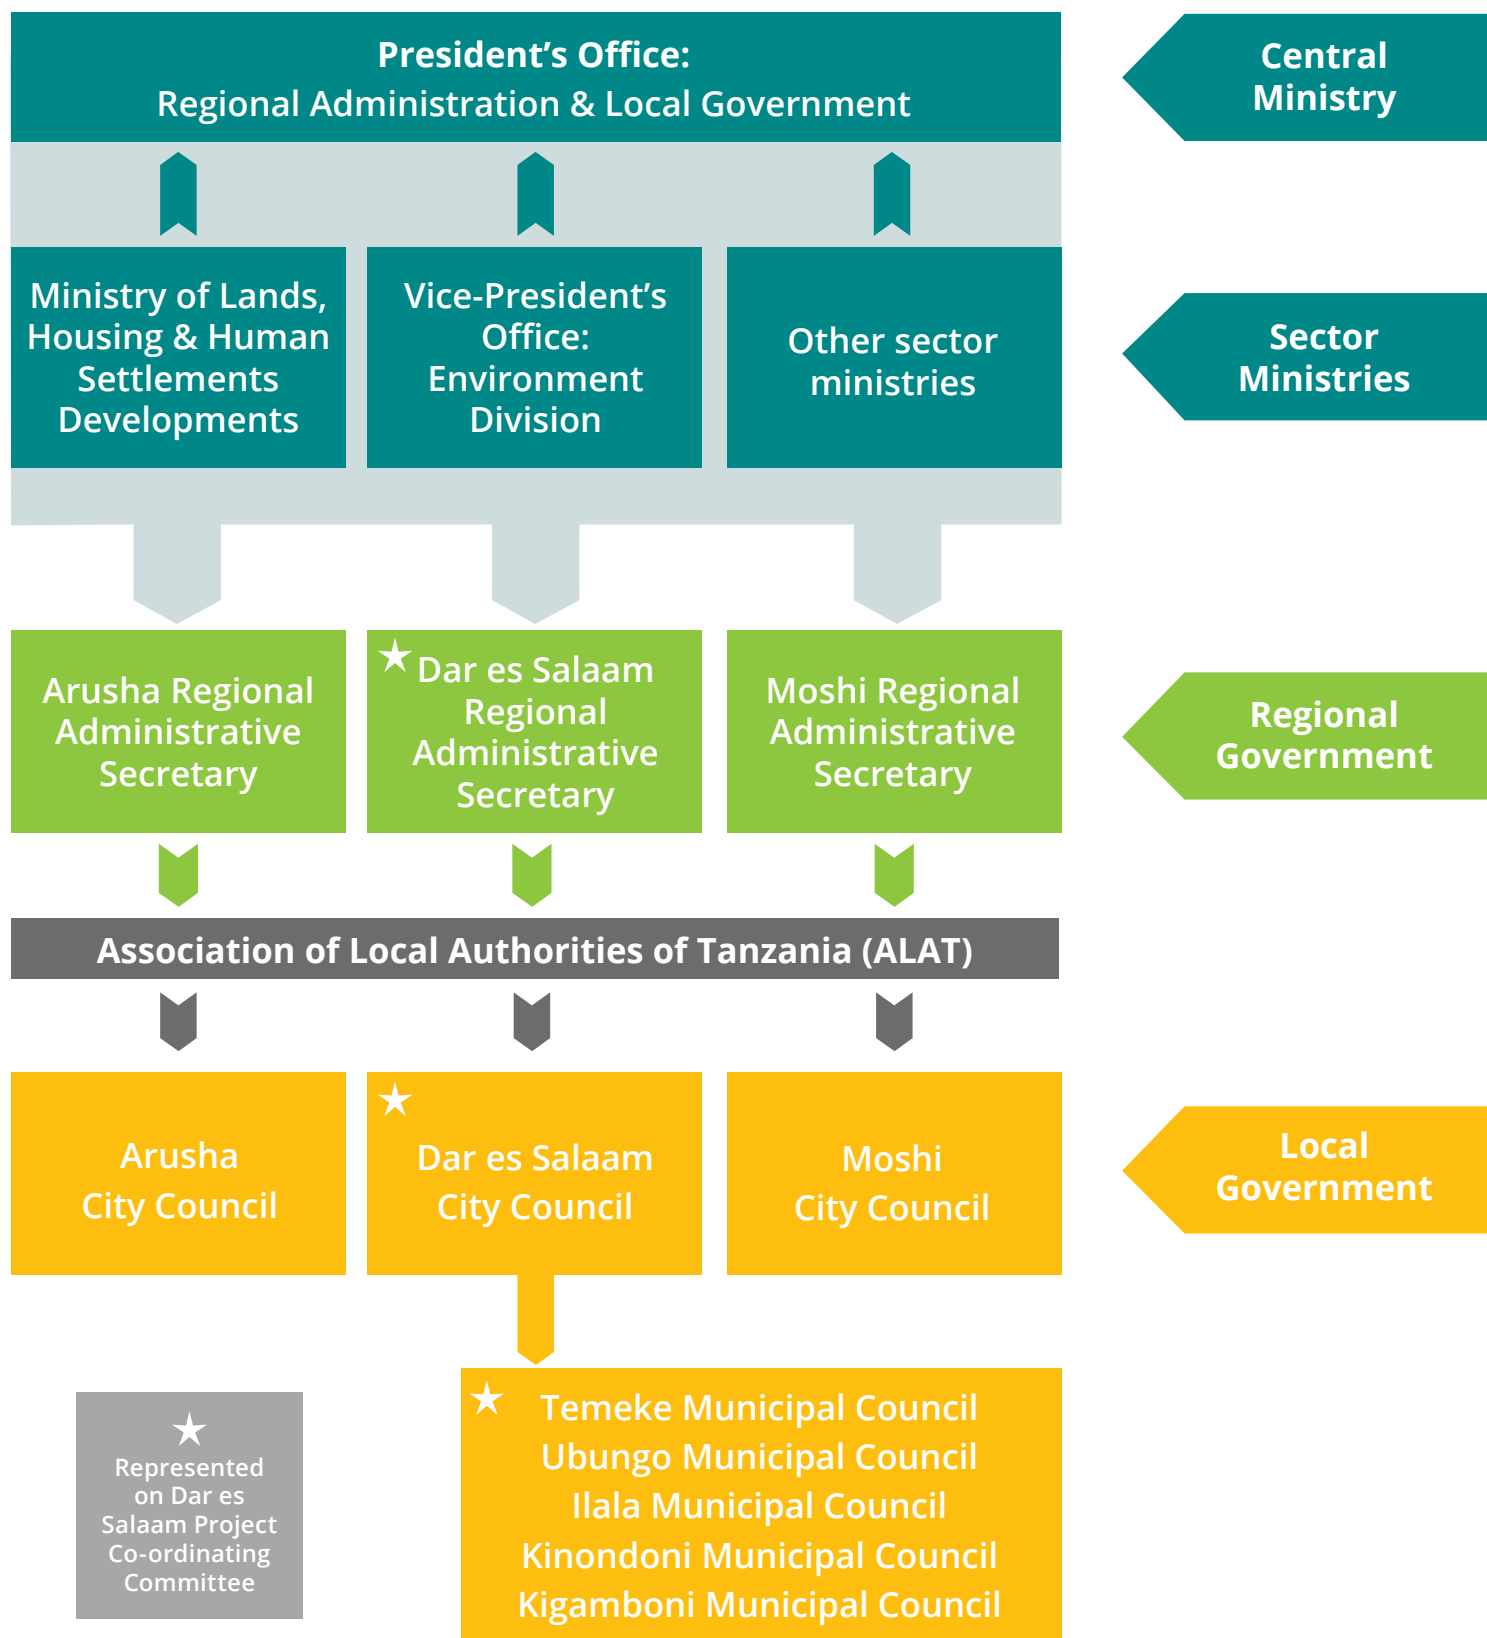 President’s Office:
Regional Administration & Local Government
Central
Ministry
Ministry of Lands,
Housing & Human
Settlements
Developments
Vice-President’s
Office:
Environment
Division
Other sector
ministries
Sector
Ministries
Arusha Regional
Administrative
Secretary
Dar es Salaam
Regional
Administrative
Secretary
Moshi Regional
Administrative
Secretary
Regional
Government
Association of Local Authorities of Tanzania (ALAT)
Arusha
City Council
Dar es Salaam
City Council
Moshi
City Council
Local
Government
Represented
on Dar es
Salaam Project
Co-ordinating
Committee
Temeke Municipal Council
Ubungo Municipal Council
Ilala Municipal Council
Kinondoni Municipal Council
Kigamboni Municipal Council